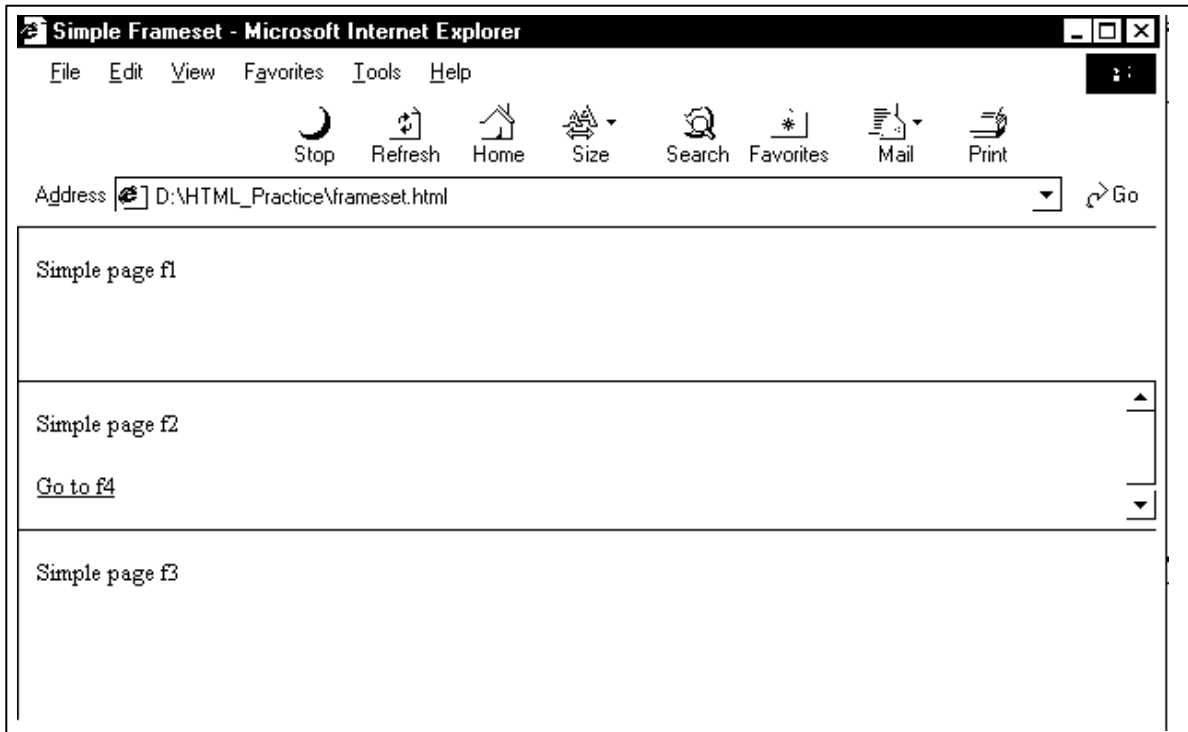 Simple Frameset - Microsoft Internet Explorer
File Edit View Favorites Tools Help
Stop Refresh Home Size Search Favorites Mail Print
Address D:\HTML_Practice\frameset.html Go
Simple page f1
Simple page f2
Go to f4
Simple page f3